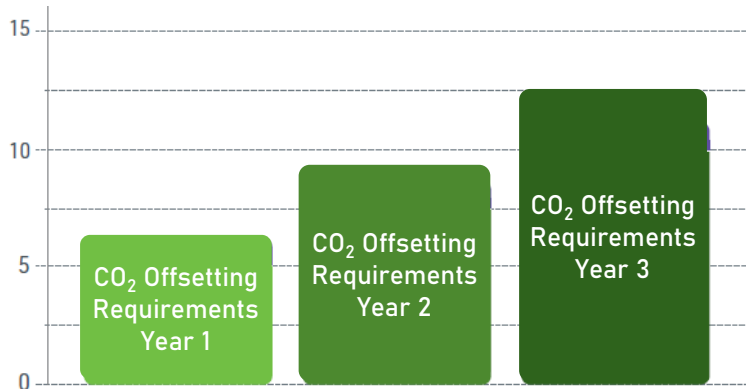 15
10
5
0
CO₂ Offsetting
Requirements
Year 1
CO₂ Offsetting
Requirements
Year 2
CO₂ Offsetting
Requirements
Year 3